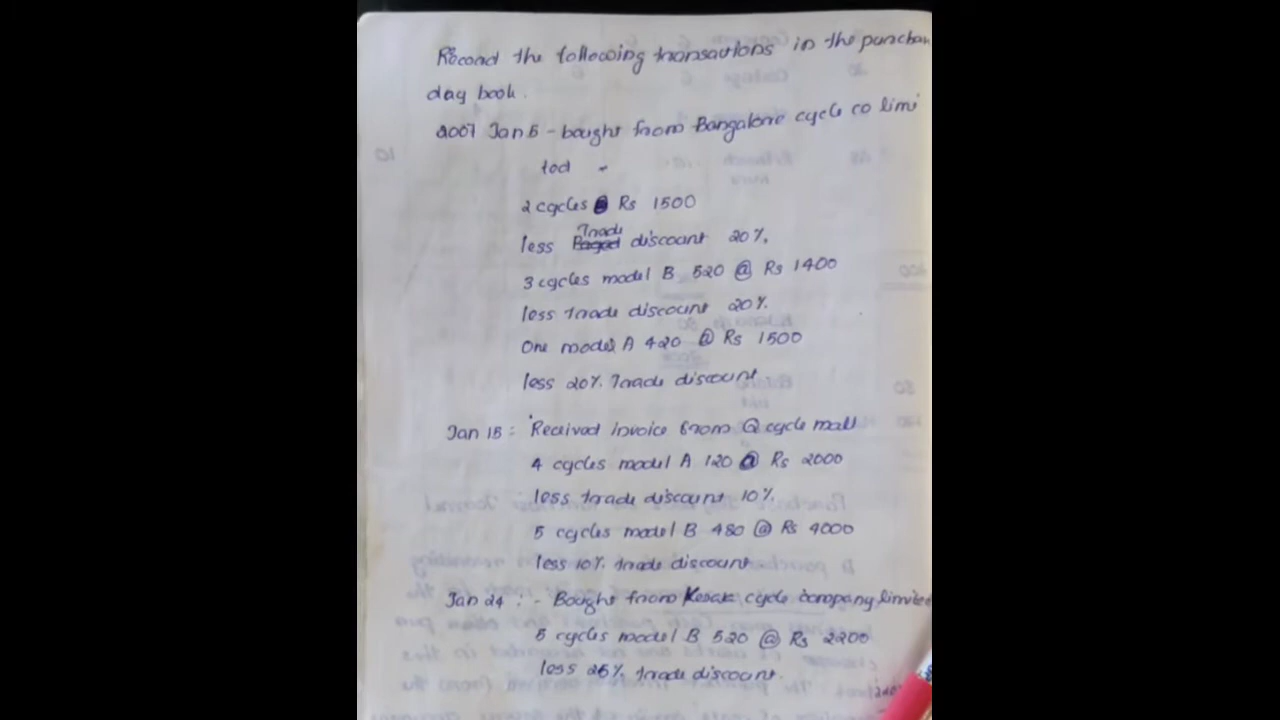 Record the following transactions in the purchas
day book.
2007 Jan 5 - bought from Bangalore cycle co limi
ted -
2 cycles @ Rs 1500
less Trade discount 20%.
3 cycles model B 520 @ Rs 1400
less trade discount 20%.
One model A 420 @ Rs 1500
less 20%. Trade discount
Jan 15 : Received invoice from Q cycle mall
4 cycles model A 120 @ Rs 2000
less trade discount 10%.
5 cycles model B 480 @ Rs 4000
less 10%. trade discount
Jan 24 : - Bought from cycle company limited
5 cycles model B 520 @ Rs 2200
less 25%. trade discount.